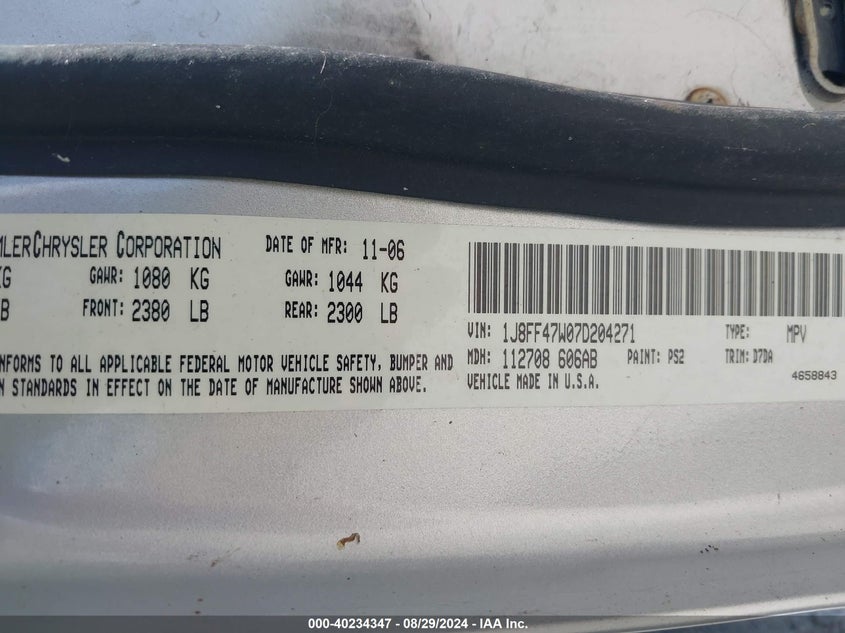 MLERCHRYSLER CORPORATION DATE OF MFR: 11-06
KG GAWR: 1080 KG GAWR: 1044 KG
B FRONT: 2380 LB REAR: 2300 LB
NFORMS TO ALL APPLICABLE FEDERAL MOTOR VEHICLE SAFETY, BUMPER AND
N STANDARDS IN EFFECT ON THE DATE OF MANUFACTURE SHOWN ABOVE.
VIN: 1J8FF47W07D204271 TYPE: MPV
MDH: 112708 606AB PAINT: PS2 TRIM: D7DA
VEHICLE MADE IN U.S.A. 4658843
000-40234347 - 08/29/2024 - IAA Inc.